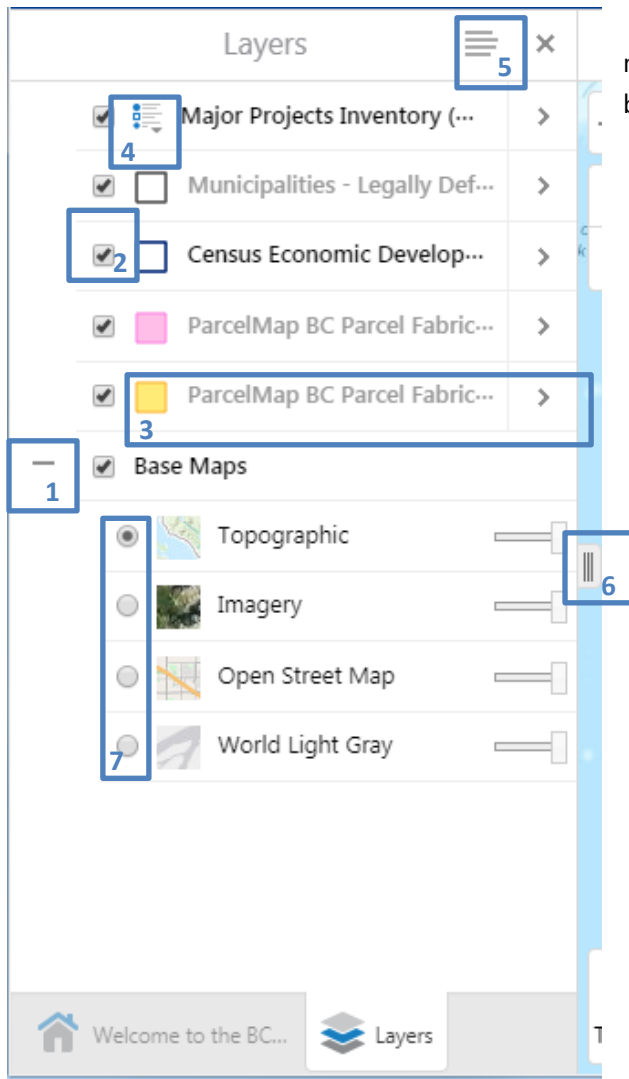 Layers
5
Major Projects Inventory (...
4
Municipalities - Legally Def...
2
Census Economic Develop...
ParcelMap BC Parcel Fabric...
ParcelMap BC Parcel Fabric...
3
1
Base Maps
Topographic
6
Imagery
Open Street Map
World Light Gray
7
Welcome to the BC...
Layers
T